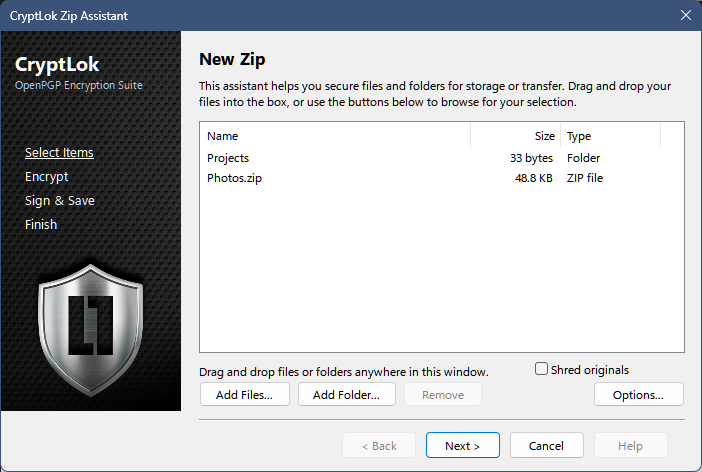 CryptLok Zip Assistant
CryptLok
OpenPGP Encryption Suite
Select Items
Encrypt
Sign & Save
Finish
New Zip
This assistant helps you secure files and folders for storage or transfer. Drag and drop your
files into the box, or use the buttons below to browse for your selection.
Name Size Type
Projects 33 bytes Folder
Photos.zip 48.8 KB ZIP file
Drag and drop files or folders anywhere in this window.
Shred originals
Add Files... Add Folder... Remove Options...
< Back Next > Cancel Help